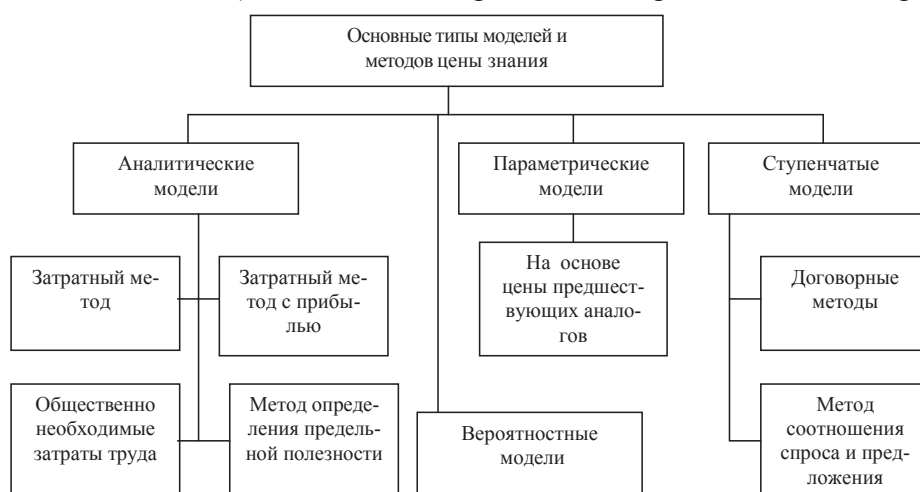 Основные типы моделей и
методов цены знания
Аналитические
модели
Параметрические
модели
Ступенчатые
модели
Затратный ме-
тод
Затратный ме-
тод с прибы-
лью
На основе
цены предшест-
вующих анало-
гов
Договорные
методы
Общественно
необходимые
затраты труда
Метод опреде-
ления предель-
ной полезности
Вероятностные
модели
Метод
соотношения
спроса и пред-
ложения